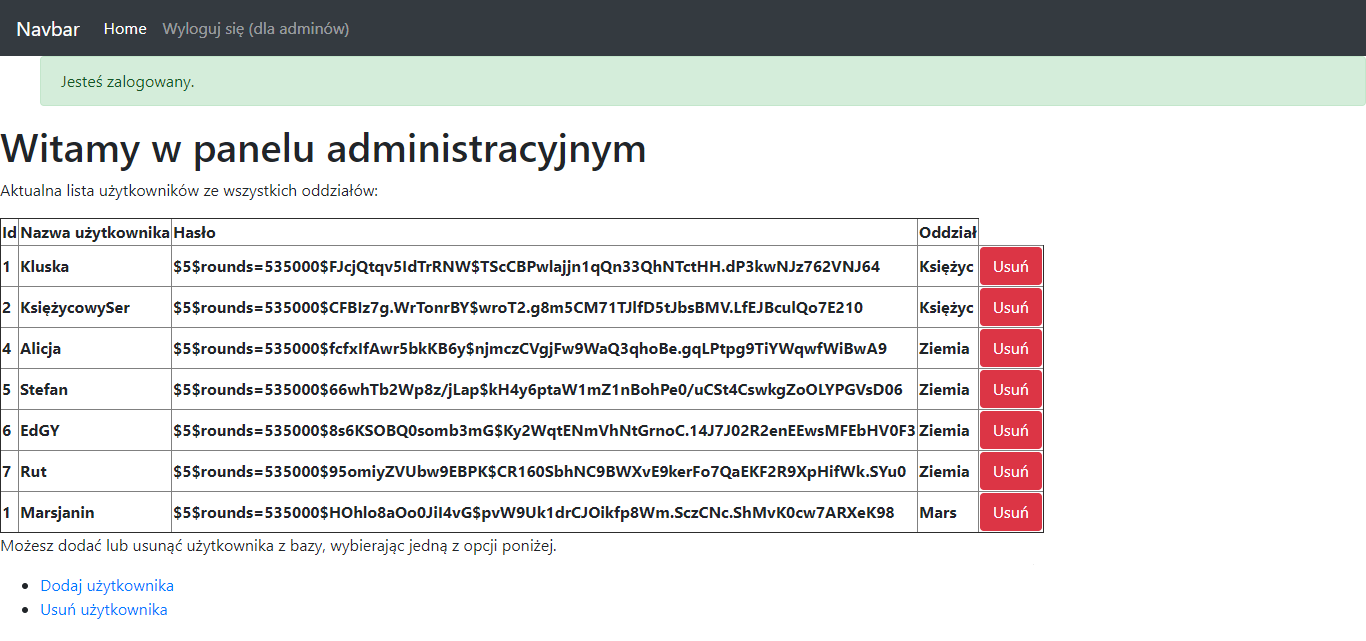 Navbar Home Wyloguj się (dla adminów)
Jesteś zalogowany.
Witamy w panelu administracyjnym
Aktualna lista użytkowników ze wszystkich oddziałów:
Id Nazwa użytkownika Hasło Oddział
1 Kluska $5$rounds=535000$FJcjQtqv5IdTrRNW$TScCBPwlajjn1qQn33QhNTctHH.dP3kwNJz762VNJ64 Księżyc Usuń
2 KsiężycowySer $5$rounds=535000$CFBIz7g.WrTonrBY$wroT2.g8m5CM71TJlfD5tJbsBMV.LfEJBculQo7E210 Księżyc Usuń
4 Alicja $5$rounds=535000$fcfxIfAwr5bkKB6y$njmczCVgjFw9WaQ3qhoBe.gqLPtpg9TiYWqwfWiBwA9 Ziemia Usuń
5 Stefan $5$rounds=535000$66whTb2Wp8z/jLap$kH4y6ptaW1mZ1nBohPe0/uCSt4CswkgZoOLYPGVsD06 Ziemia Usuń
6 EdGY $5$rounds=535000$8s6KSOBQ0somb3mG$Ky2WqtENmVhNtGrnoC.14J7J02R2enEEwsMFEbHV0F3 Ziemia Usuń
7 Rut $5$rounds=535000$95omiyZVUbw9EBPK$CR160SbhNC9BWXvE9kerFo7QaEKF2R9XpHifWk.SYu0 Ziemia Usuń
1 Marsjanin $5$rounds=535000$HOhlo8aOo0JiI4vG$pvW9Uk1drCJOikfp8Wm.SczCNc.ShMvK0cw7ARXeK98 Mars Usuń
Możesz dodać lub usunąć użytkownika z bazy, wybierając jedną z opcji poniżej.
Dodaj użytkownika
Usuń użytkownika